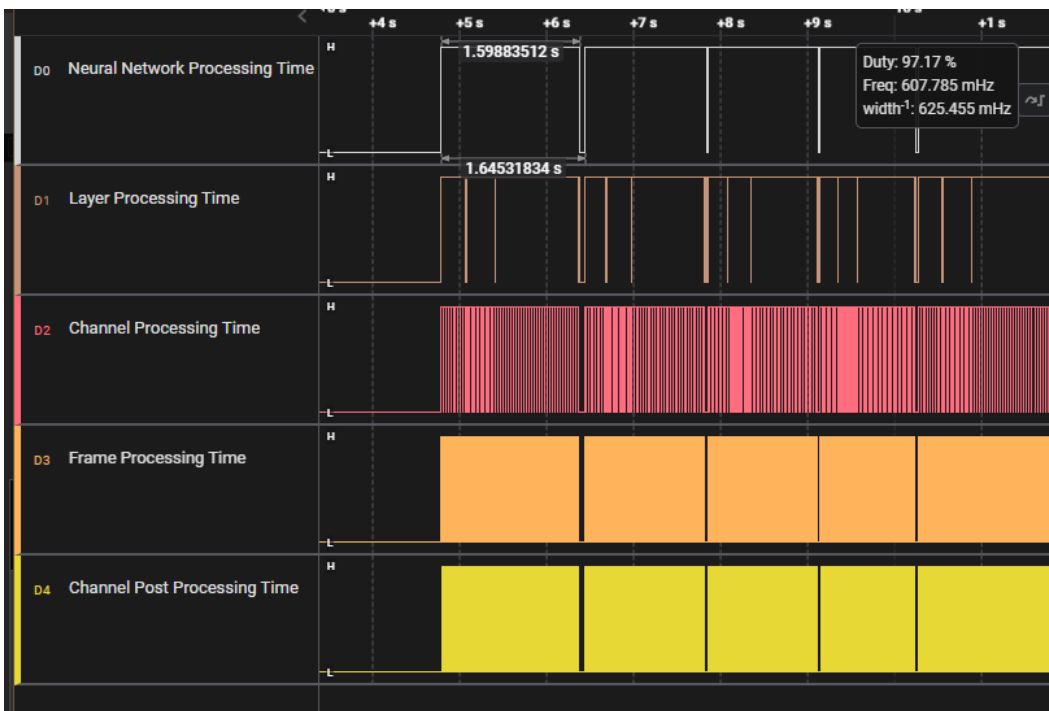 +4 s +5 s +6 s +7 s +8 s +9 s +1 s
D0 Neural Network Processing Time
H
1.59883512 s
Duty: 97.17 %
Freq: 607.785 mHz
width-1: 625.455 mHz
L
1.64531834 s
D1 Layer Processing Time
H
L
D2 Channel Processing Time
H
L
D3 Frame Processing Time
H
L
D4 Channel Post Processing Time
H
L